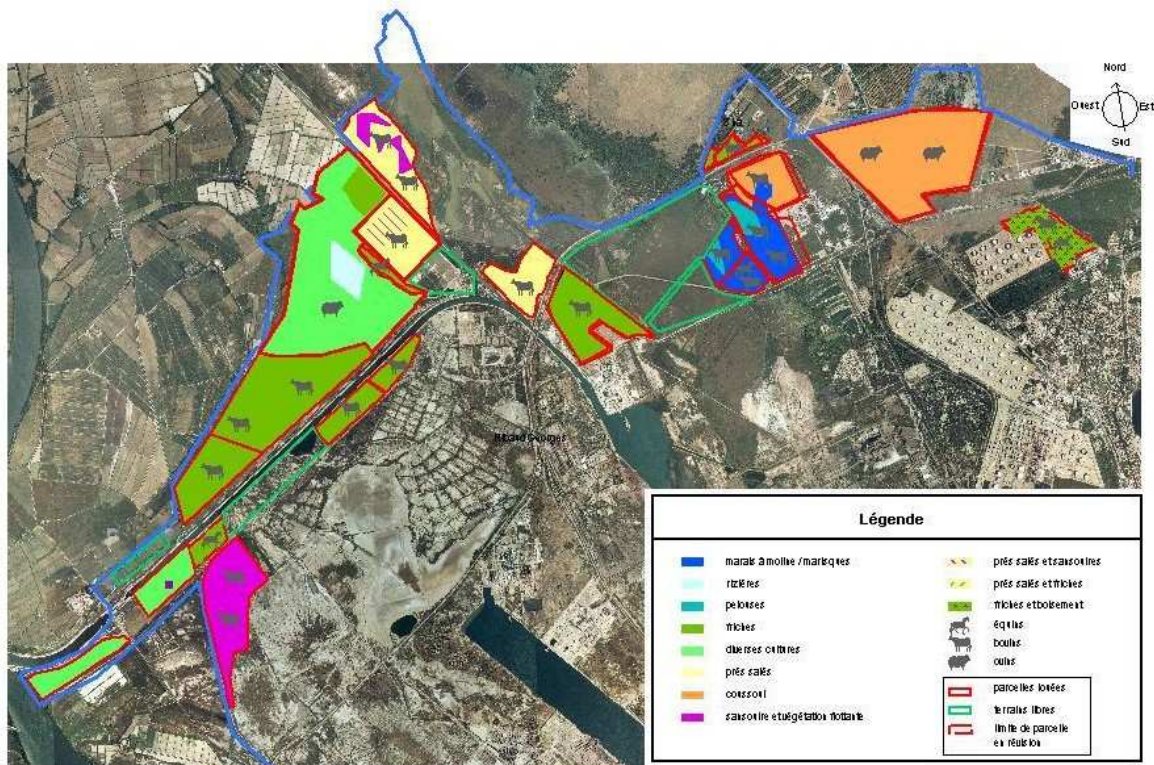 Nord
Ouest
Est
Sud
Légende
marais à moline / marisques
rizières
pelouses
friches
diverses cultures
prés salés
coussoul
sansouire et végétation flottante
prés salés et sansouires
prés salés et friches
friches et boisement
équins
bovins
ovins
parcelles louées
terrains libres
limite de parcelle
en révision